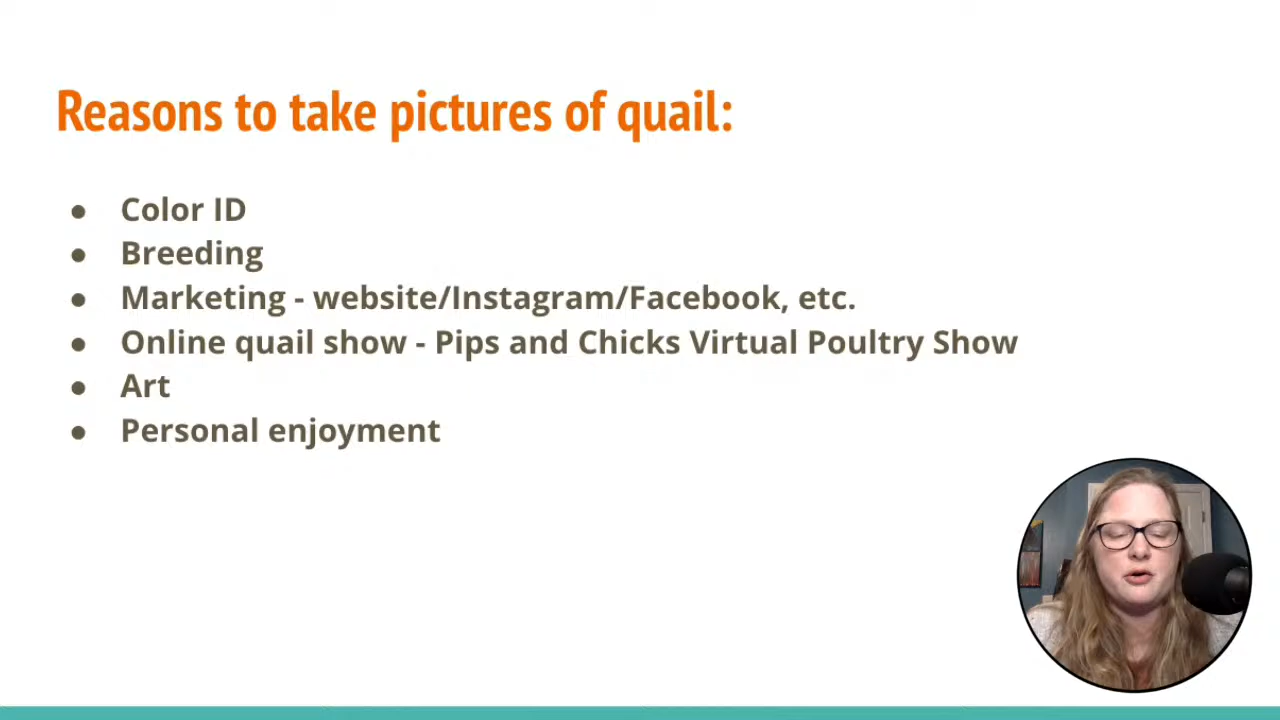 Reasons to take pictures of quail:
● Color ID
● Breeding
● Marketing - website/Instagram/Facebook, etc.
● Online quail show - Pips and Chicks Virtual Poultry Show
● Art
● Personal enjoyment